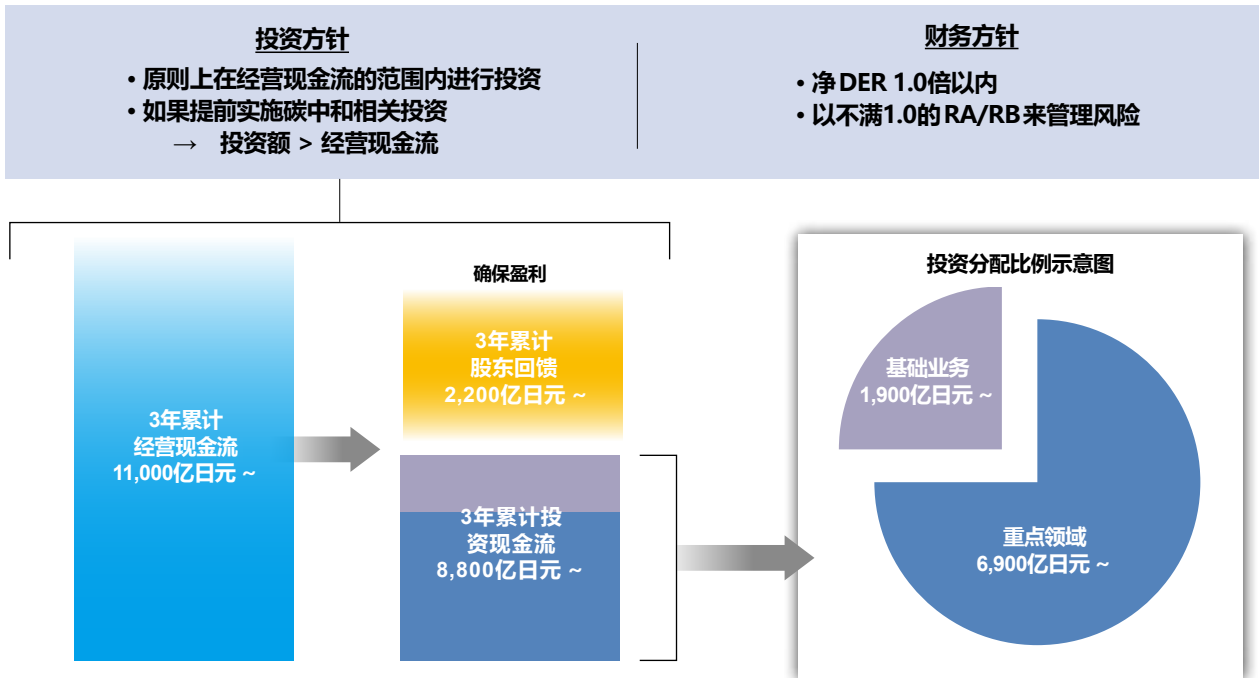 投资方针
• 原则上在经营现金流的范围内进行投资
• 如果提前实施碳中和相关投资
→ 投资额 > 经营现金流
财务方针
• 净DER 1.0倍以内
• 以不满1.0的RA/RB来管理风险
3年累计
经营现金流
11,000亿日元 ~
确保盈利
3年累计
股东回馈
2,200亿日元 ~
3年累计投
资现金流
8,800亿日元 ~
投资分配比例示意图
基础业务
1,900亿日元 ~
重点领域
6,900亿日元 ~